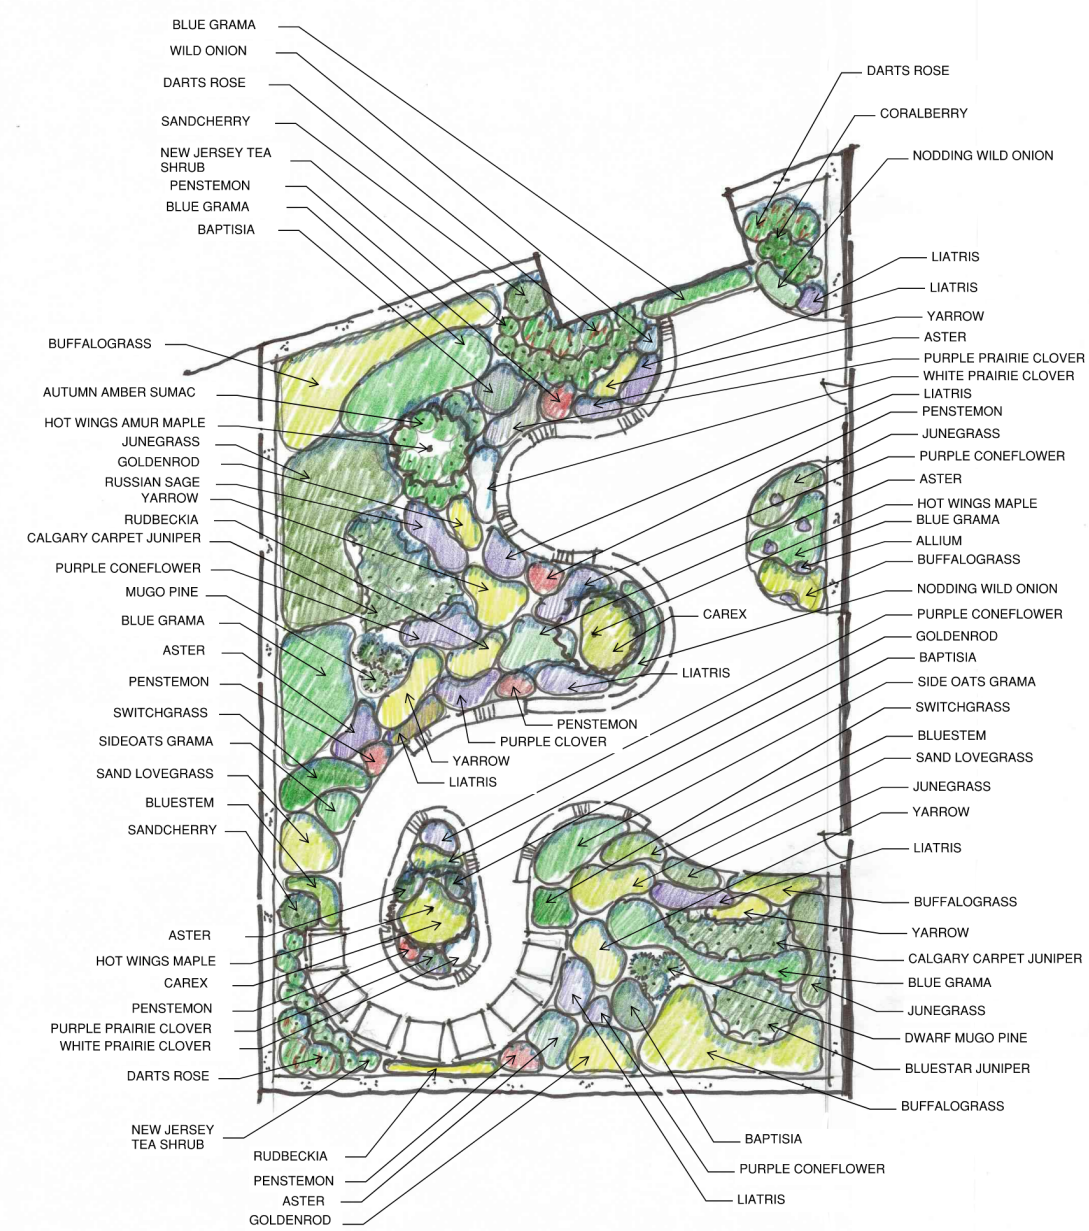 BLUE GRAMA
WILD ONION
DARTS ROSE
SANDCHERRY
NEW JERSEY TEA
SHRUB
PENSTEMON
BLUE GRAMA
BAPTISIA
BUFFALOGRASS
AUTUMN AMBER SUMAC
HOT WINGS AMUR MAPLE
JUNEGRASS
GOLDENROD
RUSSIAN SAGE
YARROW
RUDBECKIA
CALGARY CARPET JUNIPER
PURPLE CONEFLOWER
MUGO PINE
BLUE GRAMA
ASTER
PENSTEMON
SWITCHGRASS
SIDEOATS GRAMA
SAND LOVEGRASS
BLUESTEM
SANDCHERRY
ASTER
HOT WINGS MAPLE
CAREX
PENSTEMON
PURPLE PRAIRIE CLOVER
WHITE PRAIRIE CLOVER
DARTS ROSE
NEW JERSEY
TEA SHRUB
RUDBECKIA
PENSTEMON
ASTER
GOLDENROD
DARTS ROSE
CORALBERRY
NODDING WILD ONION
LIATRIS
LIATRIS
YARROW
ASTER
PURPLE PRAIRIE CLOVER
WHITE PRAIRIE CLOVER
LIATRIS
PENSTEMON
JUNEGRASS
PURPLE CONEFLOWER
ASTER
HOT WINGS MAPLE
BLUE GRAMA
ALLIUM
BUFFALOGRASS
NODDING WILD ONION
CAREX
PURPLE CONEFLOWER
GOLDENROD
BAPTISIA
LIATRIS
SIDE OATS GRAMA
SWITCHGRASS
PENSTEMON
BLUESTEM
PURPLE CLOVER
SAND LOVEGRASS
YARROW
LIATRIS
JUNEGRASS
YARROW
LIATRIS
BUFFALOGRASS
YARROW
CALGARY CARPET JUNIPER
BLUE GRAMA
JUNEGRASS
DWARF MUGO PINE
BLUESTAR JUNIPER
BUFFALOGRASS
BAPTISIA
PURPLE CONEFLOWER
LIATRIS